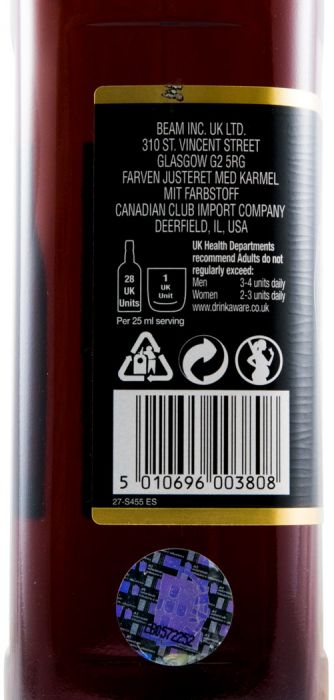 BEAM INC. UK LTD.
310 ST. VINCENT STREET
GLASGOW G2 5RG
FARVEN JUSTERET MED KARMEL
MIT FARBSTOFF
CANADIAN CLUB IMPORT COMPANY
DEERFIELD, IL, USA
UK Health Departments
recommend Adults do not
regularly exceed:
Men 3-4 units daily
Women 2-3 units daily
www.drinkaware.co.uk
28
UK
Units
1
UK
Unit
Per 25 ml serving
5 010696 003808
27-S455 ES